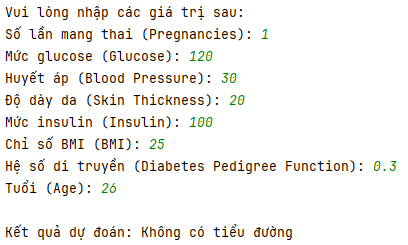 Vui lòng nhập các giá trị sau:
Số lần mang thai (Pregnancies): 1
Mức glucose (Glucose): 120
Huyết áp (Blood Pressure): 30
Độ dày da (Skin Thickness): 20
Mức insulin (Insulin): 100
Chỉ số BMI (BMI): 25
Hệ số di truyền (Diabetes Pedigree Function): 0.3
Tuổi (Age): 26
Kết quả dự đoán: Không có tiểu đường